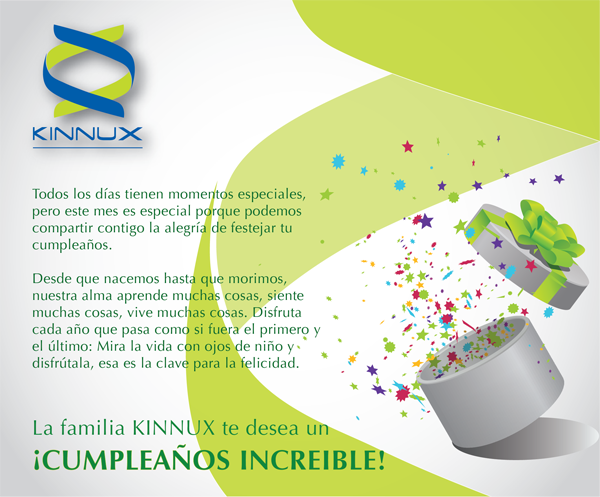 KINNUX
Todos los días tienen momentos especiales,
pero este mes es especial porque podemos
compartir contigo la alegría de festejar tu
cumpleaños.
Desde que nacemos hasta que morimos,
nuestra alma aprende muchas cosas, siente
muchas cosas, vive muchas cosas. Disfruta
cada año que pasa como si fuera el primero y
el último: Mira la vida con ojos de niño y
disfrútala, esa es la clave para la felicidad.
La familia KINNUX te desea un
¡CUMPLEAÑOS INCREIBLE!